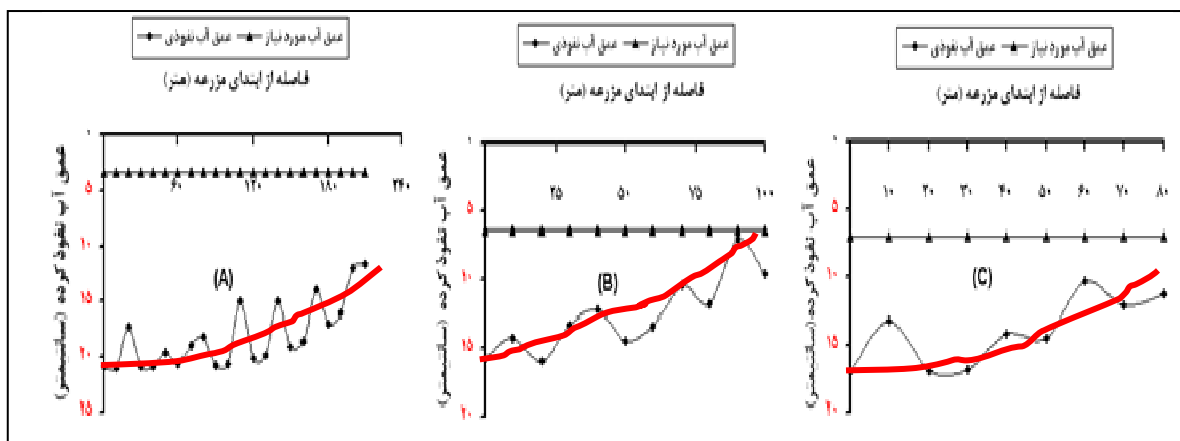 عمق آب مورد نیاز عمق آب نفوذی
فاصله از ابتدای مزرعه (متر)
عمق آب نفوذ کرده (سانتیمتر)
۰
۵
۱۰
۱۵
۲۰
۲۵
۶۰ ۱۲۰ ۱۸۰ ۲۴۰
(A)
عمق آب مورد نیاز عمق آب نفوذی
فاصله از ابتدای مزرعه (متر)
عمق آب نفوذ کرده (سانتیمتر)
۰
۵
۱۰
۱۵
۲۰
۲۵ ۵۰ ۷۵ ۱۰۰
(B)
عمق آب مورد نیاز عمق آب نفوذی
فاصله از ابتدای مزرعه (متر)
عمق آب نفوذ کرده (سانتیمتر)
۰
۵
۱۰
۱۵
۲۰
۱۰ ۲۰ ۳۰ ۴۰ ۵۰ ۶۰ ۷۰ ۸۰
(C)